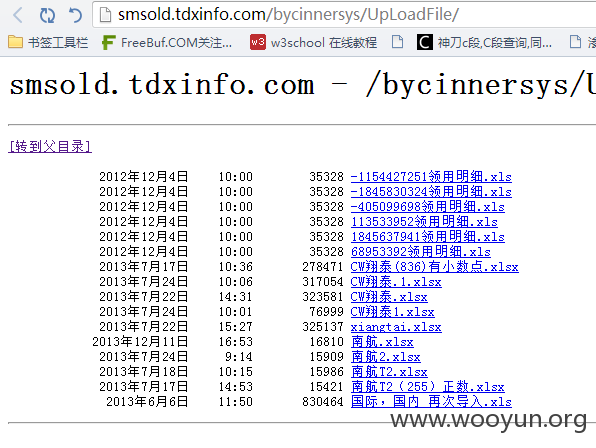 smsold.tdxinfo.com/bycinnersys/UpLoadFile/
书签工具栏 FreeBuf.COM关注... w3school 在线教程 神刀c段,C段查询,同...
smsold.tdxinfo.com - /bycinnersys/U
[转到父目录]
2012年12月4日 10:00 35328 -1154427251领用明细.xls
2012年12月4日 10:00 35328 -1845830324领用明细.xls
2012年12月4日 10:00 35328 -405099698领用明细.xls
2012年12月4日 10:00 35328 113533952领用明细.xls
2012年12月4日 10:00 35328 1845637941领用明细.xls
2012年12月4日 10:00 35328 68953392领用明细.xls
2013年7月17日 10:36 278471 CW翔泰(836)有小数点.xlsx
2013年7月24日 10:06 317054 CW翔泰.1.xlsx
2013年7月22日 14:31 323581 CW翔泰.xlsx
2013年7月24日 10:01 76999 CW翔泰1.xlsx
2013年7月22日 15:27 325137 xiangtai.xlsx
2013年12月11日 16:53 16810 南航.xlsx
2013年7月24日 9:14 15909 南航2.xlsx
2013年7月18日 10:15 15986 南航T2.xlsx
2013年7月17日 14:53 15421 南航T2（255）正数.xlsx
2013年6月6日 11:50 830464 国际，国内 再次导入.xls
www.wooyun.org